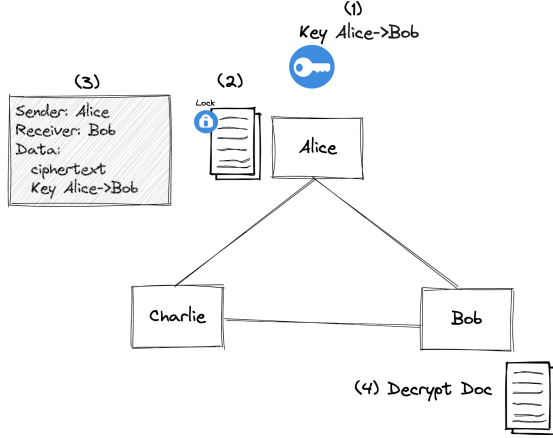 (1)
Key Alice->Bob
(2)
Lock
(3)
Sender: Alice
Receiver: Bob
Data:
ciphertext
Key Alice->Bob
Alice
Charlie
Bob
(4) Decrypt Doc